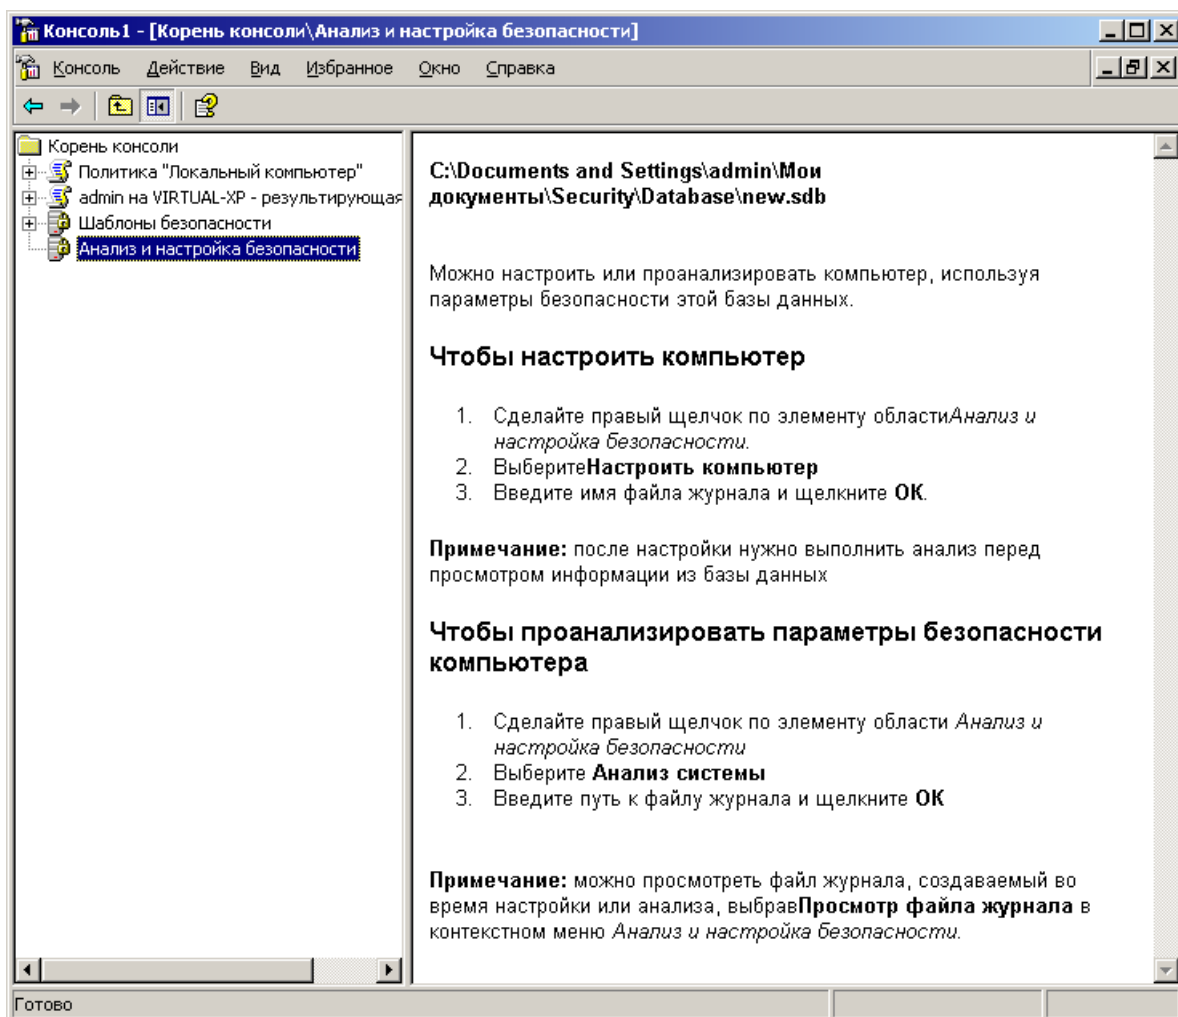 Консоль1 - [Корень консоли\Анализ и настройка безопасности]
Консоль Действие Вид Избранное Окно Справка
Корень консоли
Политика "Локальный компьютер"
admin на VIRTUAL-XP - результирующая
Шаблоны безопасности
Анализ и настройка безопасности
C:\Documents and Settings\admin\Мои
документы\Security\Database\new.sdb
Можно настроить или проанализировать компьютер, используя
параметры безопасности этой базы данных.
Чтобы настроить компьютер
1. Сделайте правый щелчок по элементу областиАнализ и
настройка безопасности.
2. ВыберитеНастроить компьютер
3. Введите имя файла журнала и щелкните ОК.
Примечание: после настройки нужно выполнить анализ перед
просмотром информации из базы данных
Чтобы проанализировать параметры безопасности
компьютера
1. Сделайте правый щелчок по элементу области Анализ и
настройка безопасности
2. Выберите Анализ системы
3. Введите путь к файлу журнала и щелкните ОК
Примечание: можно просмотреть файл журнала, создаваемый во
время настройки или анализа, выбравПросмотр файла журнала в
контекстном меню Анализ и настройка безопасности.
Готово